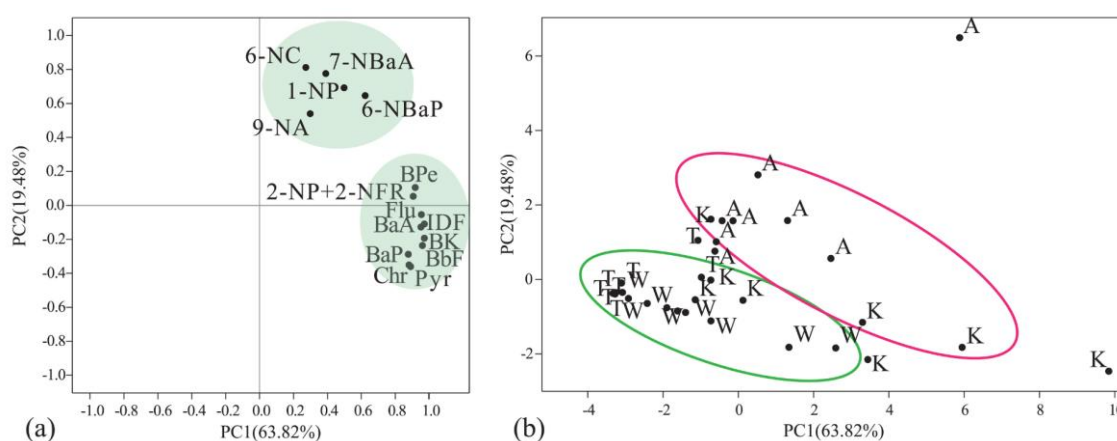 1.0
0.8
0.6
0.4
0.2
0.0
-0.2
-0.4
-0.6
-0.8
-1.0
PC2(19.48%)
6-NC
7-NBaA
1-NP
6-NBaP
9-NA
BPe
2-NP+2-NFR
Flu
BaA IDF
BK
BaP BbF
Chr Pyr
-1.0 -0.8 -0.6 -0.4 -0.2 0.0 0.2 0.4 0.6 0.8 1.0
PC1(63.82%)
(a)
6
4
2
0
-2
PC2(19.48%)
A
A
K A A A
T A
A A
T K
T W K K
T
T W W W
T W W K
W W K
K K
-4 -2 0 2 4 6 8 10
PC1(63.82%)
(b)